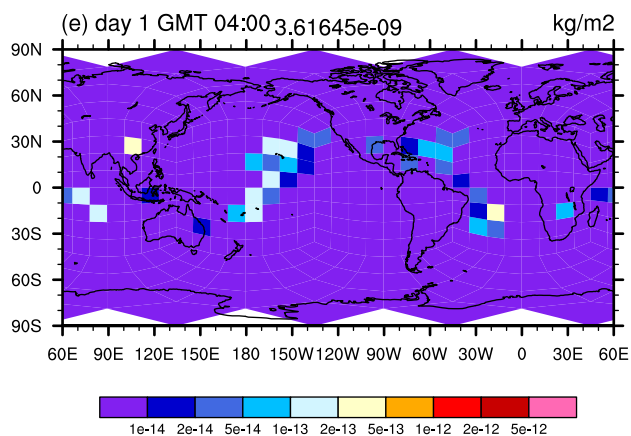 (e) day 1 GMT 04:00 3.61645e-09 kg/m2
90N
60N
30N
0
30S
60S
90S
60E 90E 120E 150E 180 150W 120W 90W 60W 30W 0 30E 60E
1e-14 2e-14 5e-14 1e-13 2e-13 5e-13 1e-12 2e-12 5e-12